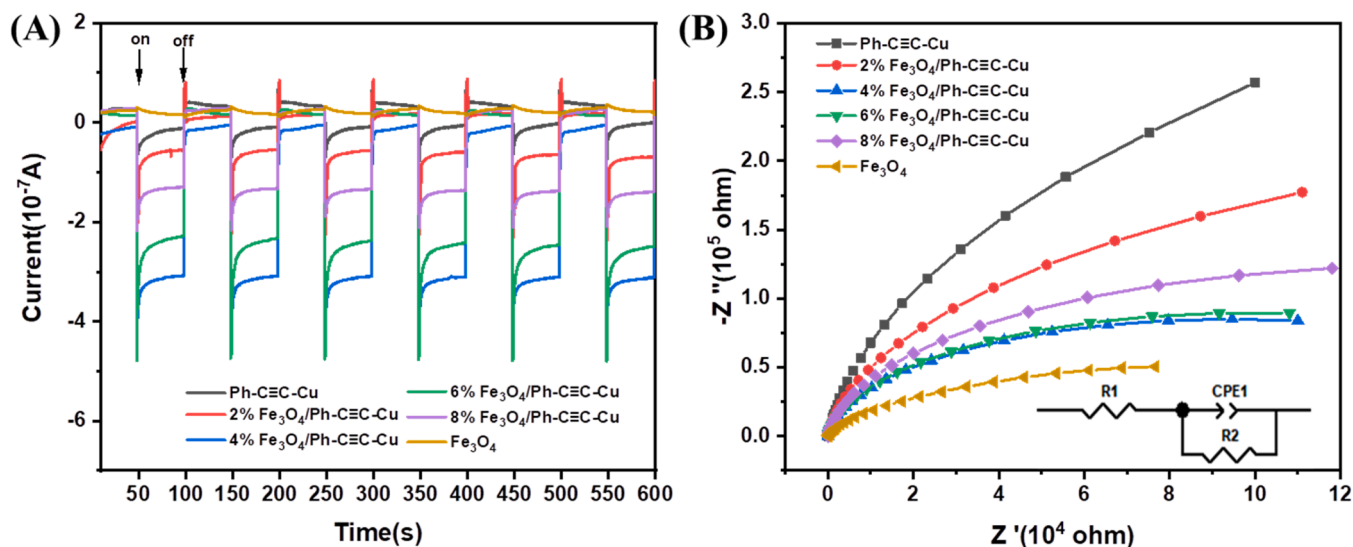 (A)
on off
2
0
-2
-4
-6
Current(10⁻⁷A)
Ph-C≡C-Cu
2% Fe₃O₄/Ph-C≡C-Cu
4% Fe₃O₄/Ph-C≡C-Cu
6% Fe₃O₄/Ph-C≡C-Cu
8% Fe₃O₄/Ph-C≡C-Cu
Fe₃O₄
50 100 150 200 250 300 350 400 450 500 550 600
Time(s)
(B)
3.0
2.5
2.0
1.5
1.0
0.5
0.0
-Z ''(10⁵ ohm)
Ph-C≡C-Cu
2% Fe₃O₄/Ph-C≡C-Cu
4% Fe₃O₄/Ph-C≡C-Cu
6% Fe₃O₄/Ph-C≡C-Cu
8% Fe₃O₄/Ph-C≡C-Cu
Fe₃O₄
R1 CPE1
R2
0 2 4 6 8 10 12
Z '(10⁴ ohm)